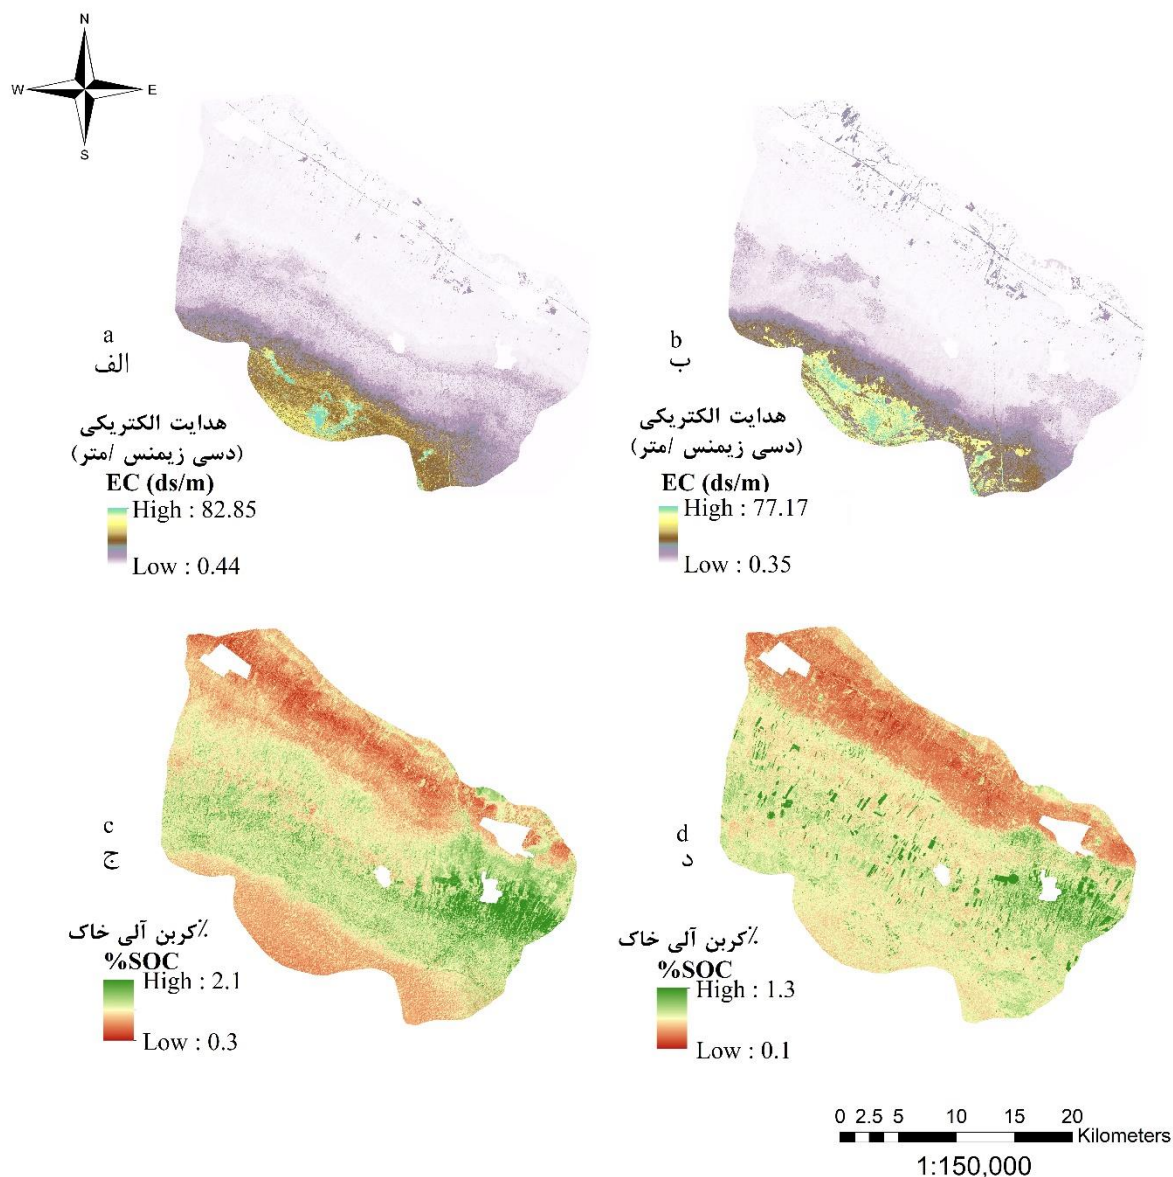 N
W
E
S
a
الف
هدایت الکتریکی
(دسی زیمنس /متر)
EC (ds/m)
High : 82.85
Low : 0.44
b
ب
هدایت الکتریکی
(دسی زیمنس /متر)
EC (ds/m)
High : 77.17
Low : 0.35
c
ج
٪کربن آلی خاک
%SOC
High : 2.1
Low : 0.3
d
د
٪کربن آلی خاک
%SOC
High : 1.3
Low : 0.1
0 2.5 5 10 15 20
Kilometers
1:150,000